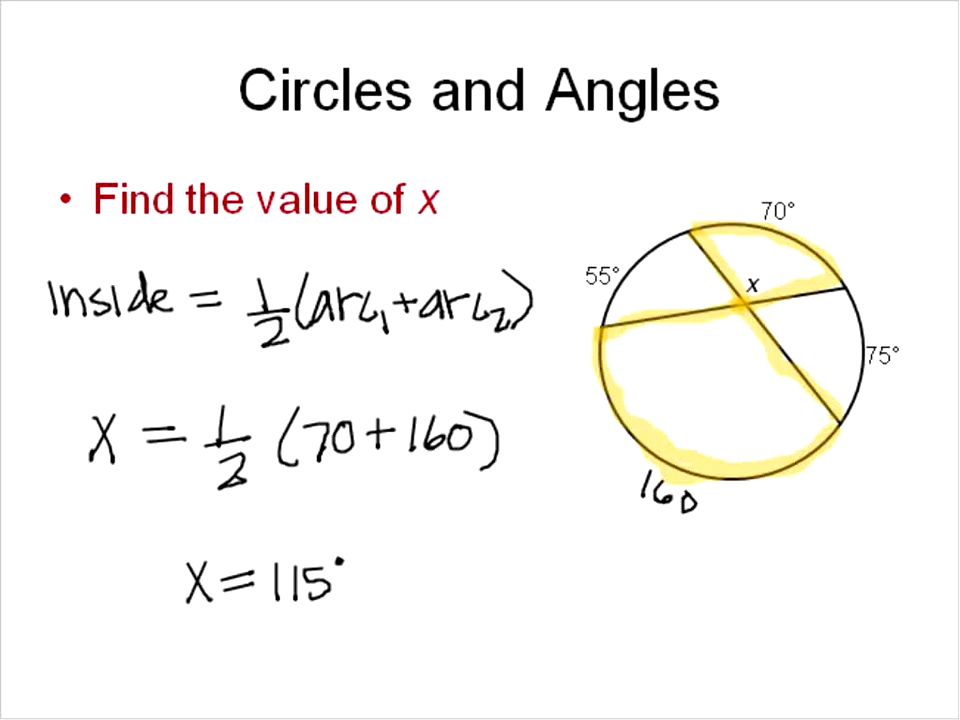 Circles and Angles
• Find the value of x
70°
55°
x
Inside = 1/2 (arc₁ + arc₂)
75°
X = 1/2 (70 + 160)
160
X = 115°